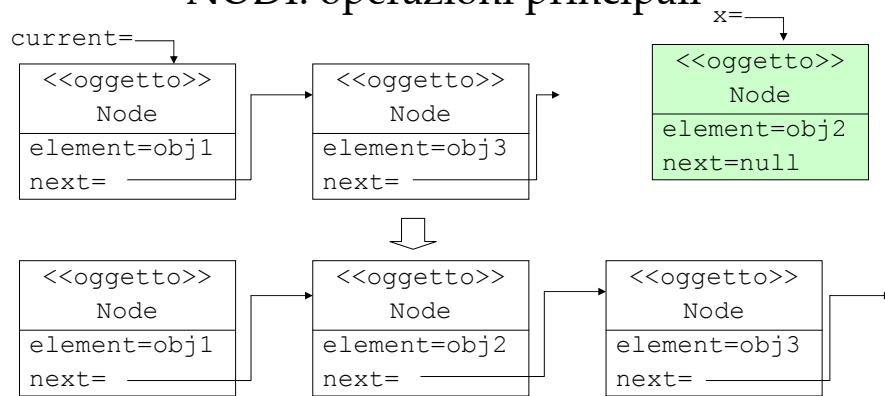 NODI: operazioni principali
current=
x=
<<oggetto>>
Node
element=obj1
next=
<<oggetto>>
Node
element=obj3
next=
<<oggetto>>
Node
element=obj2
next=null
<<oggetto>>
Node
element=obj1
next=
<<oggetto>>
Node
element=obj2
next=
<<oggetto>>
Node
element=obj3
next=